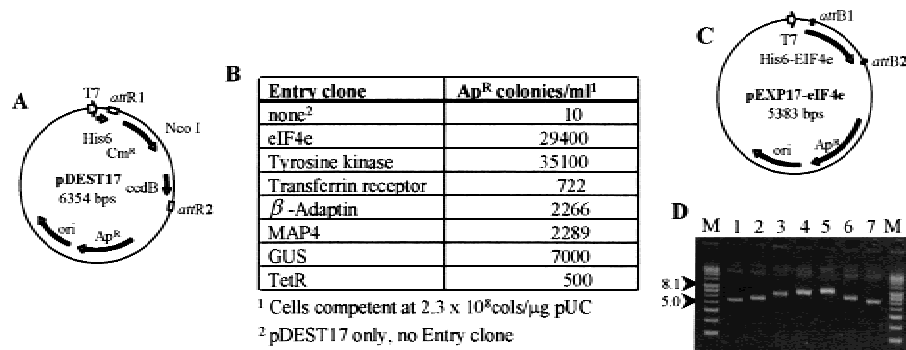 A
T7
attR1
Nco I
His6
CmR
pDEST17
6354 bps
ccdB
attR2
ori
ApR
B
Entry clone ApR colonies/ml1
none2 10
eIF4e 29400
Tyrosine kinase 35100
Transferrin receptor 722
β-Adaptin 2266
MAP4 2289
GUS 7000
TetR 500
1 Cells competent at 2.3 x 108cols/µg pUC
2 pDEST17 only, no Entry clone
C
attB1
T7
His6-EIF4e
attB2
pEXP17-eIF4e
5383 bps
ori
ApR
D
M 1 2 3 4 5 6 7 M
8.1
5.0